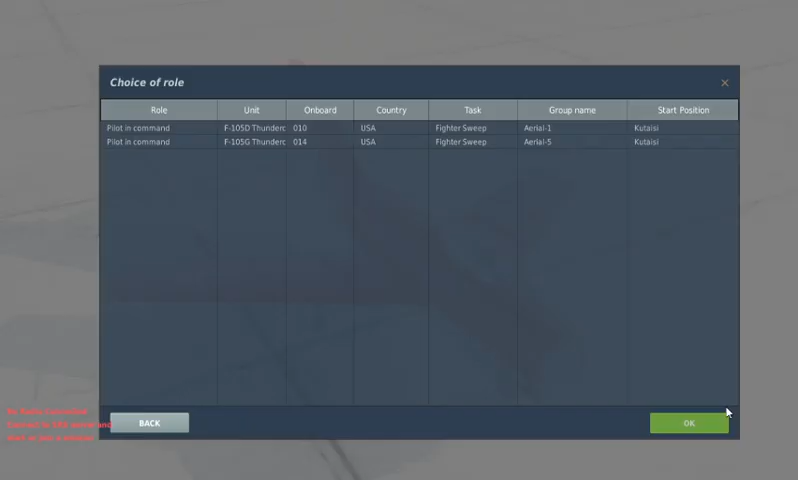 Choice of role
Role Unit Onboard Country Task Group name Start Position
Pilot in command F-105D Thunderc 010 USA Fighter Sweep Aerial-1 Kutaisi
Pilot in command F-105G Thunderc 014 USA Fighter Sweep Aerial-5 Kutaisi
BACK OK